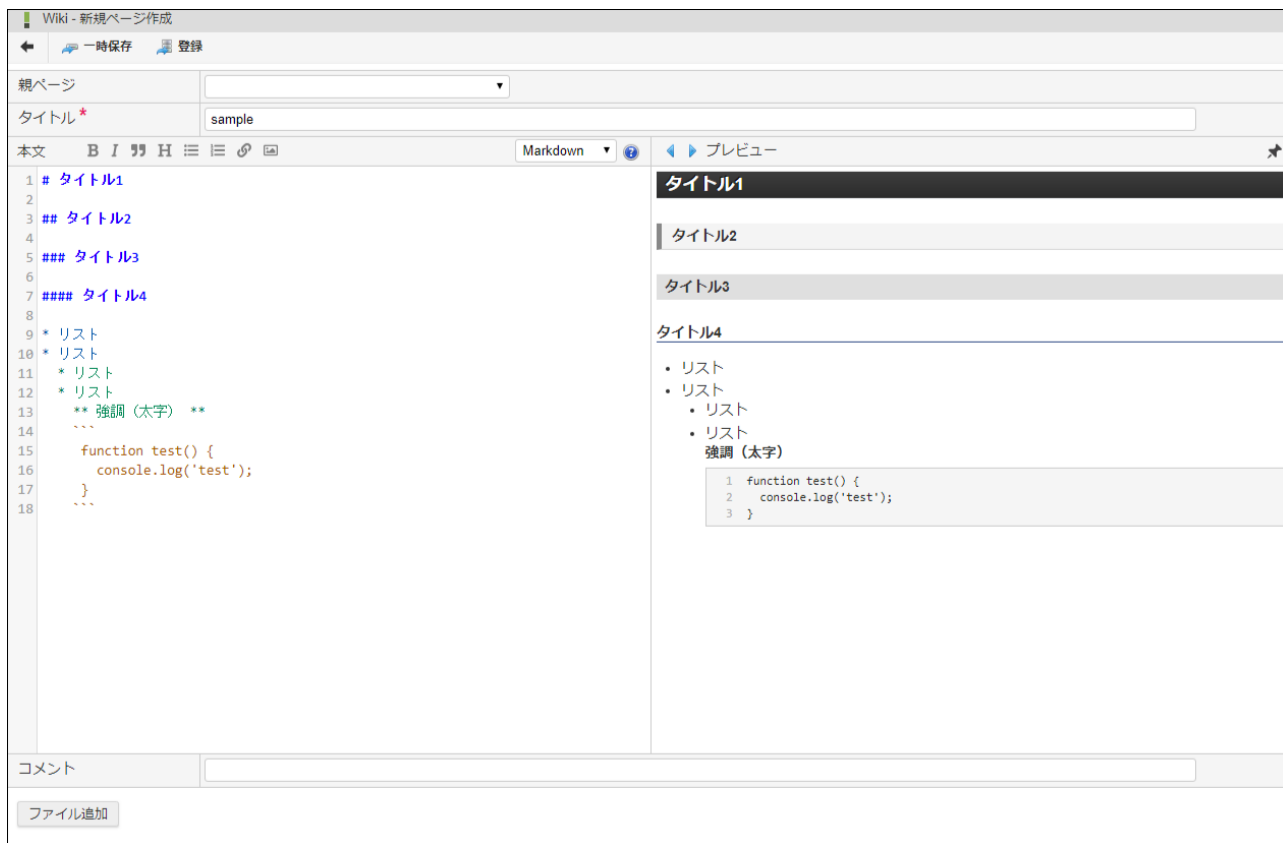 Wiki - 新規ページ作成
一時保存 登録
親ページ
タイトル*
sample
本文 B I H Markdown ? プレビュー
1 # タイトル1
2
3 ## タイトル2
4
5 ### タイトル3
6
7 #### タイトル4
8
9 * リスト
10 * リスト
11 * リスト
12 * リスト
13 ** 強調（太字） **
14 ```
15 function test() {
16 console.log('test');
17 }
18 ```
タイトル1
タイトル2
タイトル3
タイトル4
• リスト
• リスト
• リスト
• リスト
強調（太字）
1 function test() {
2 console.log('test');
3 }
コメント
ファイル追加